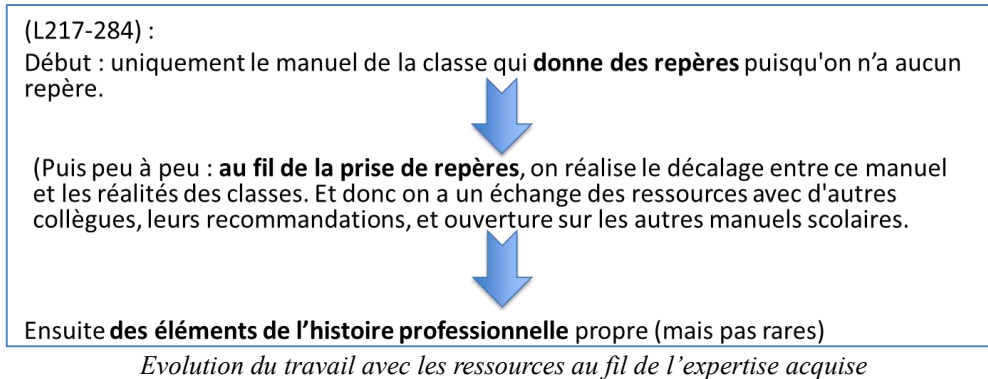 (L217-284) :
Début : uniquement le manuel de la classe qui donne des repères puisqu'on n’a aucun
repère.
(Puis peu à peu : au fil de la prise de repères, on réalise le décalage entre ce manuel
et les réalités des classes. Et donc on a un échange des ressources avec d'autres
collègues, leurs recommandations, et ouverture sur les autres manuels scolaires.
Ensuite des éléments de l’histoire professionnelle propre (mais pas rares)
Evolution du travail avec les ressources au fil de l’expertise acquise